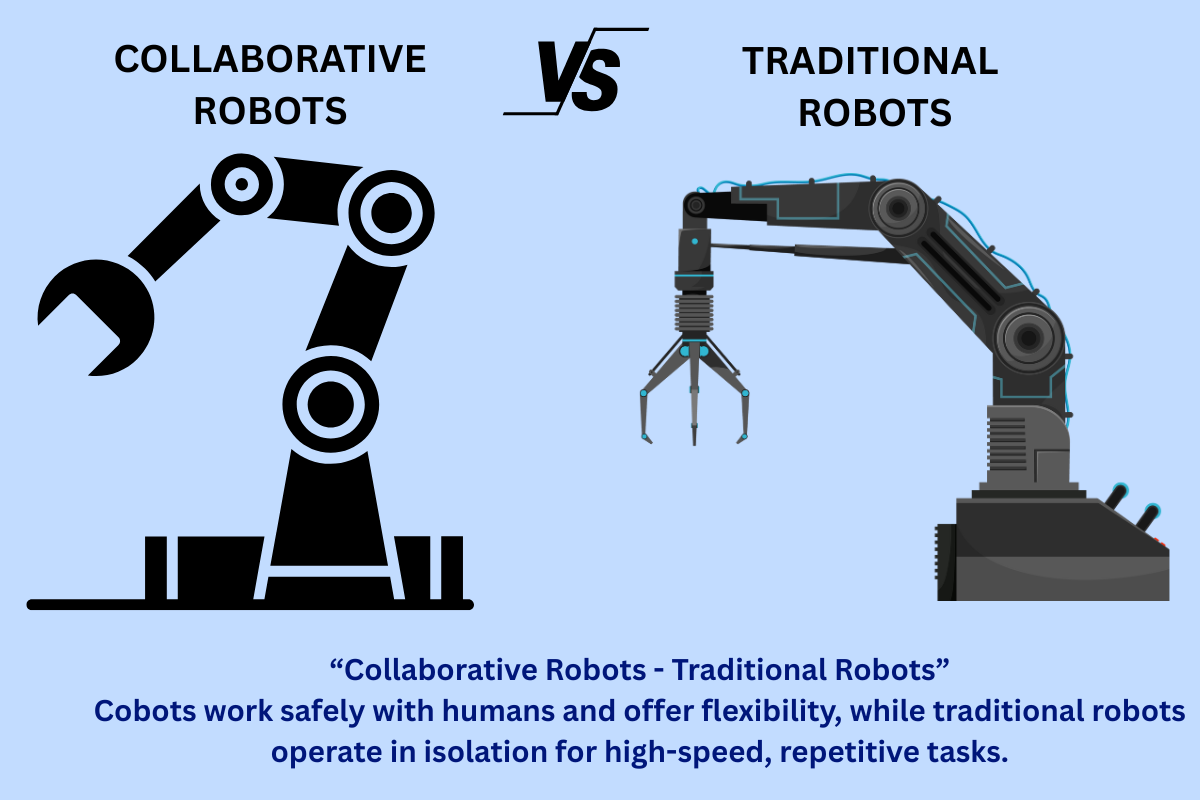 COLLABORATIVE
ROBOTS
VS
TRADITIONAL
ROBOTS
“Collaborative Robots - Traditional Robots”
Cobots work safely with humans and offer flexibility, while traditional robots
operate in isolation for high-speed, repetitive tasks.